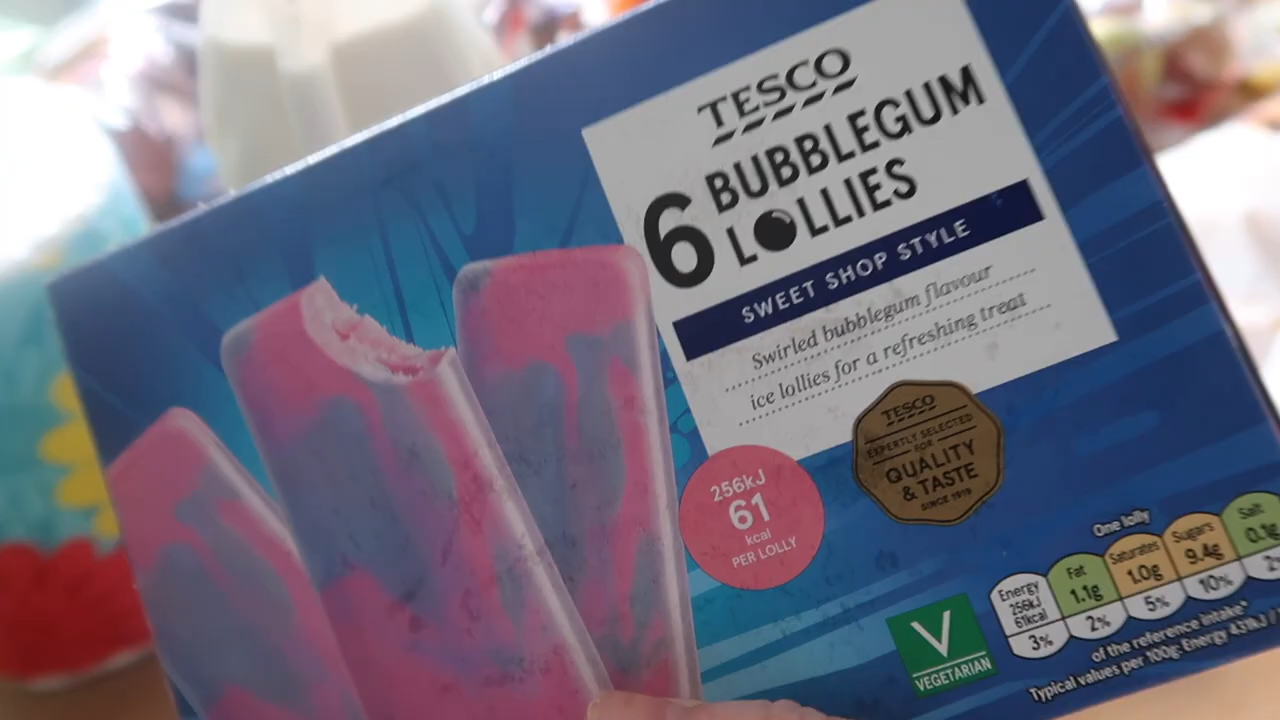 TESCO
6 BUBBLEGUM
LOLLIES
SWEET SHOP STYLE
Swirled bubblegum flavour
ice lollies for a refreshing treat
TESCO
EXPERTLY SELECTED
FOR
QUALITY
& TASTE
SINCE 1919
256kJ
61
kcal
PER LOLLY
One lolly
Energy
256kJ
61kcal
3%
Fat
1.1g
2%
Saturates
1.0g
5%
Sugars
9.4g
10%
Salt
0.1g
V
VEGETARIAN
of the reference intake*
Typical values per 100g: Energy